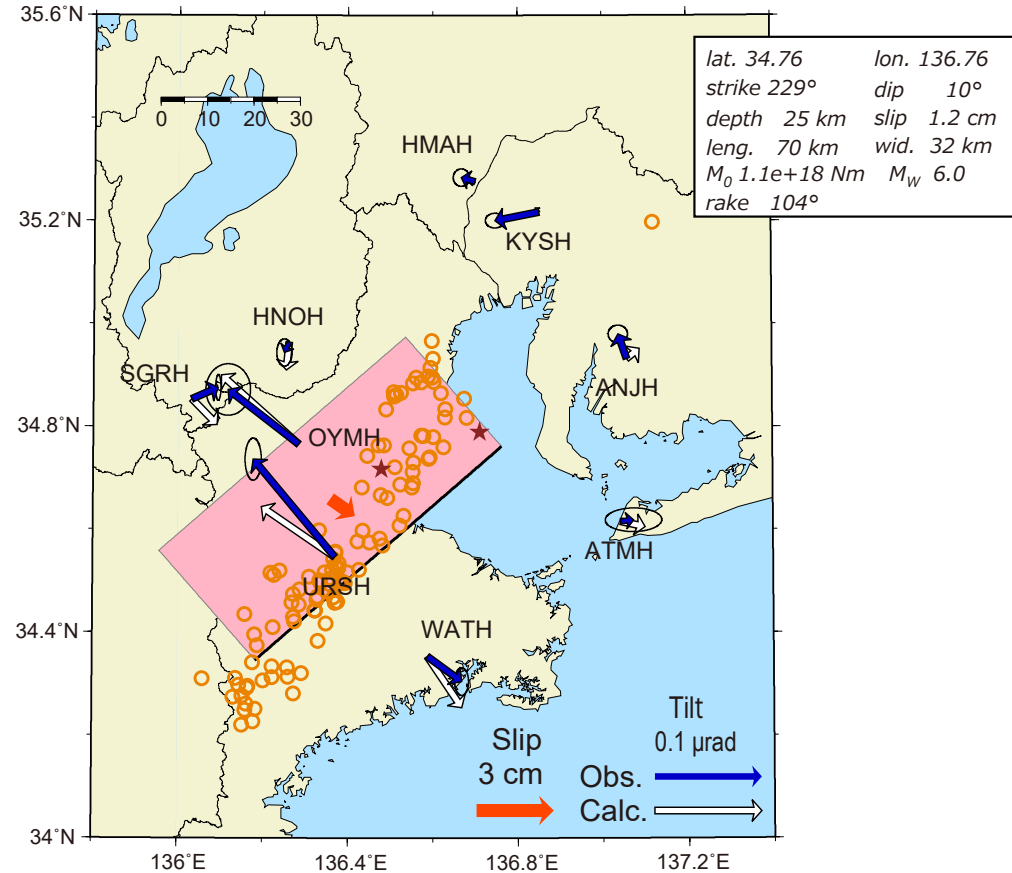 35.6°N
35.2°N
34.8°N
34.4°N
34°N
136°E
136.4°E
136.8°E
137.2°E
0 10 20 30
lat. 34.76 lon. 136.76
strike 229° dip 10°
depth 25 km slip 1.2 cm
leng. 70 km wid. 32 km
M0 1.1e+18 Nm MW 6.0
rake 104°
HMAH
KYSH
HNOH
SGRH
ANJH
OYMH
ATMH
URSH
WATH
Slip
3 cm
Tilt
0.1 μrad
Obs.
Calc.